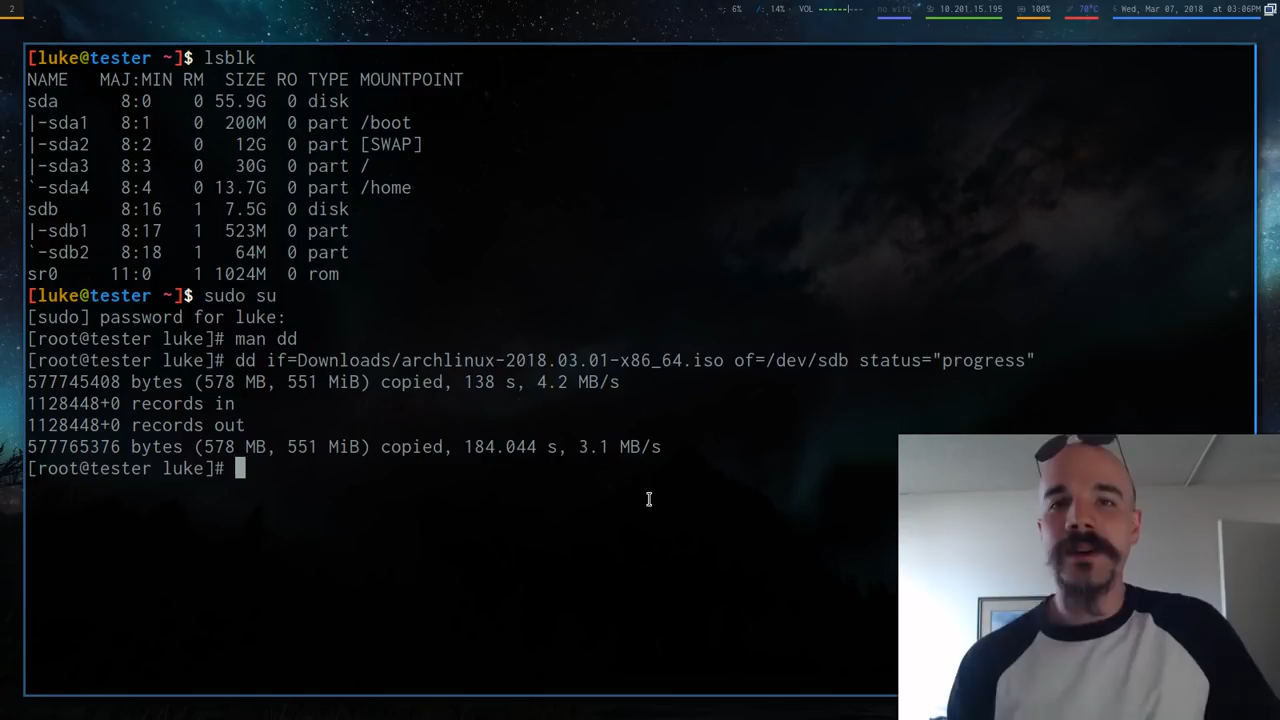 2 6% /: 14% VOL no wifi 10.201.15.195 100% 70°C Wed, Mar 07, 2018 at 03:06PM
[luke@tester ~]$ lsblk
NAME MAJ:MIN RM SIZE RO TYPE MOUNTPOINT
sda 8:0 0 55.9G 0 disk
|-sda1 8:1 0 200M 0 part /boot
|-sda2 8:2 0 12G 0 part [SWAP]
|-sda3 8:3 0 30G 0 part /
`-sda4 8:4 0 13.7G 0 part /home
sdb 8:16 1 7.5G 0 disk
|-sdb1 8:17 1 523M 0 part
`-sdb2 8:18 1 64M 0 part
sr0 11:0 1 1024M 0 rom
[luke@tester ~]$ sudo su
[sudo] password for luke:
[root@tester luke]# man dd
[root@tester luke]# dd if=Downloads/archlinux-2018.03.01-x86_64.iso of=/dev/sdb status="progress"
577745408 bytes (578 MB, 551 MiB) copied, 138 s, 4.2 MB/s
1128448+0 records in
1128448+0 records out
577765376 bytes (578 MB, 551 MiB) copied, 184.044 s, 3.1 MB/s
[root@tester luke]#